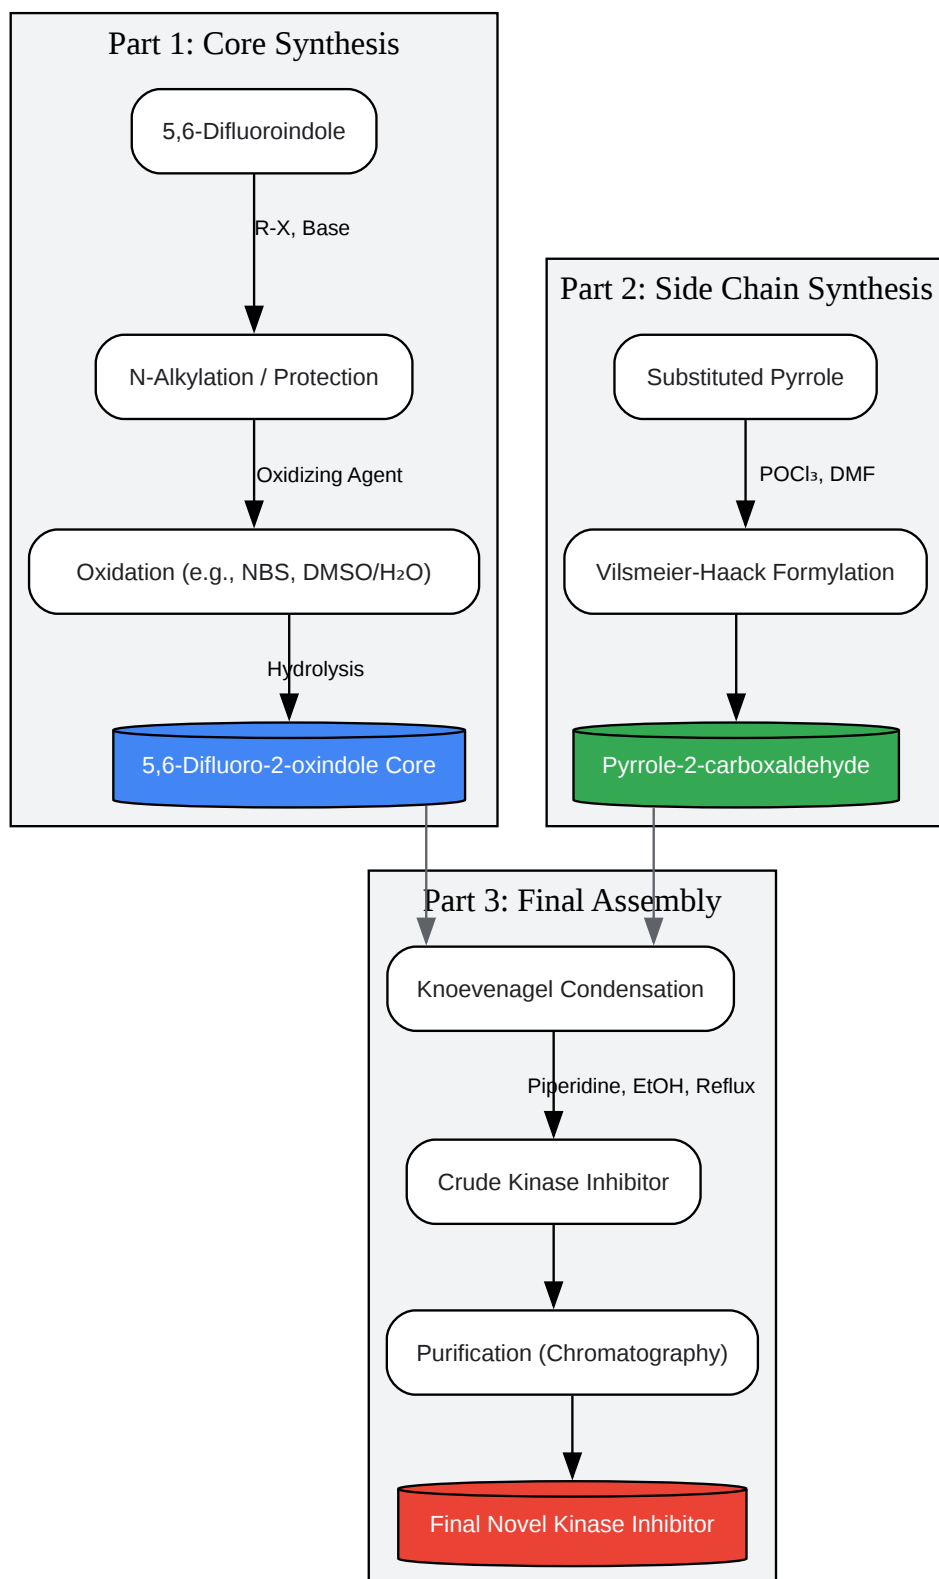 Part 1: Core Synthesis
5,6-Difluoroindole
R-X, Base
N-Alkylation / Protection
Oxidizing Agent
Oxidation (e.g., NBS, DMSO/H₂O)
Hydrolysis
5,6-Difluoro-2-oxindole Core
Part 2: Side Chain Synthesis
Substituted Pyrrole
POCl₃, DMF
Vilsmeier-Haack Formylation
Pyrrole-2-carboxaldehyde
Part 3: Final Assembly
Knoevenagel Condensation
Piperidine, EtOH, Reflux
Crude Kinase Inhibitor
Purification (Chromatography)
Final Novel Kinase Inhibitor